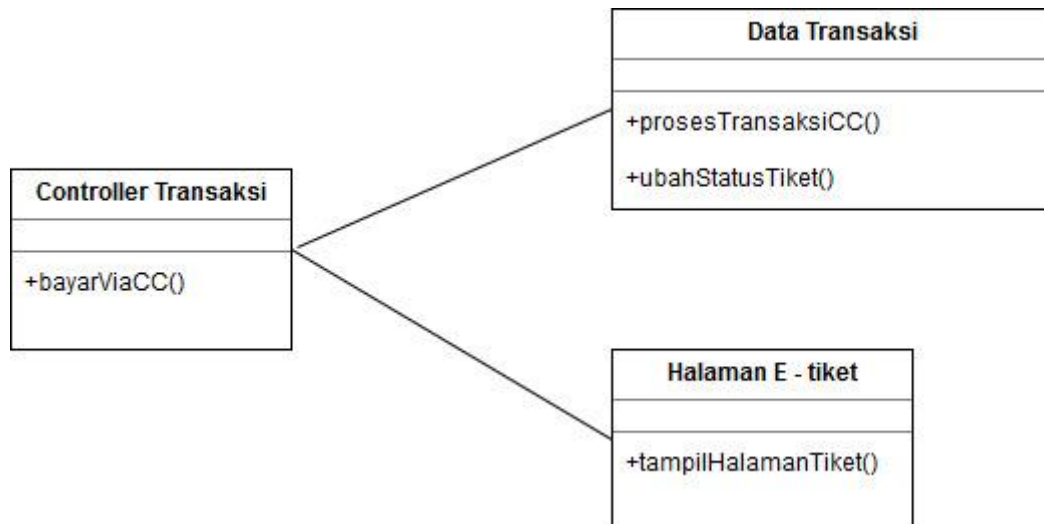 Controller Transaksi
+bayarViaCC()
Data Transaksi
+prosesTransaksiCC()
+ubahStatusTiket()
Halaman E - tiket
+tampilHalamanTiket()